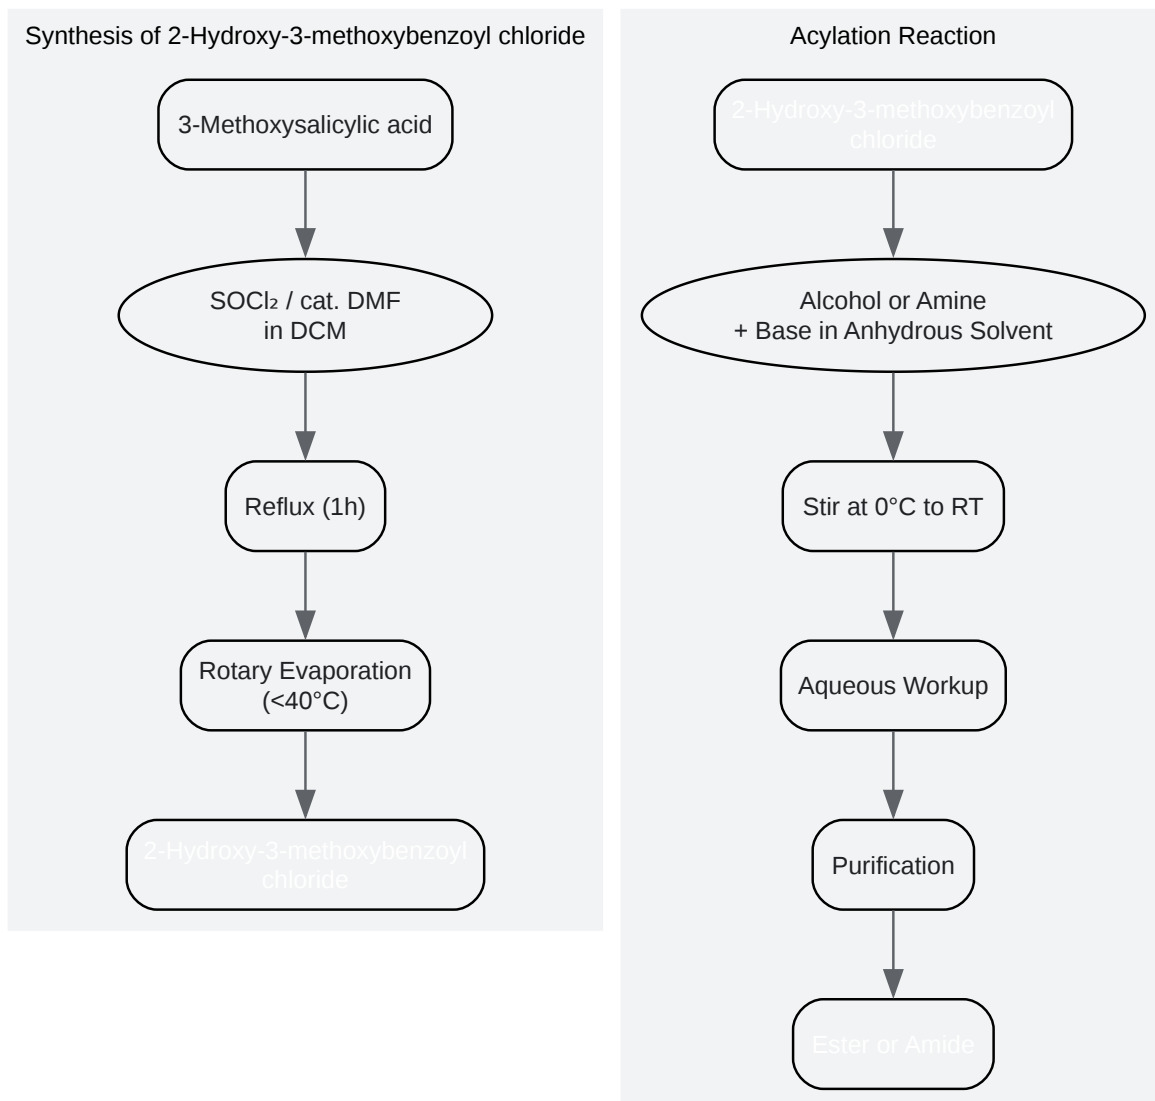 Synthesis of 2-Hydroxy-3-methoxybenzoyl chloride
3-Methoxysalicylic acid
SOCl₂ / cat. DMF
in DCM
Reflux (1h)
Rotary Evaporation
(<40°C)
2-Hydroxy-3-methoxybenzoyl
chloride
Acylation Reaction
2-Hydroxy-3-methoxybenzoyl
chloride
Alcohol or Amine
+ Base in Anhydrous Solvent
Stir at 0°C to RT
Aqueous Workup
Purification
Ester or Amide